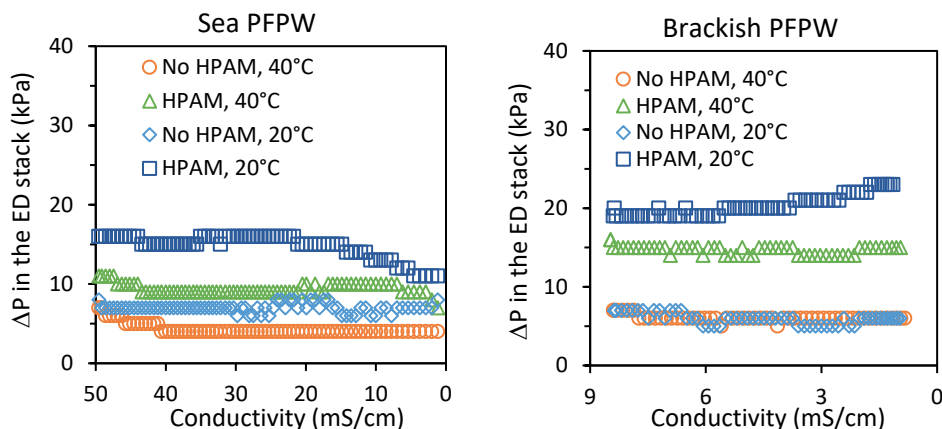 Sea PFPW
ΔP in the ED stack (kPa)
40
30
20
10
0
No HPAM, 40°C
HPAM, 40°C
No HPAM, 20°C
HPAM, 20°C
50 40 30 20 10 0
Conductivity (mS/cm)
Brackish PFPW
ΔP in the ED stack (kPa)
40
30
20
10
0
No HPAM, 40°C
HPAM, 40°C
No HPAM, 20°C
HPAM, 20°C
9 6 3 0
Conductivity (mS/cm)